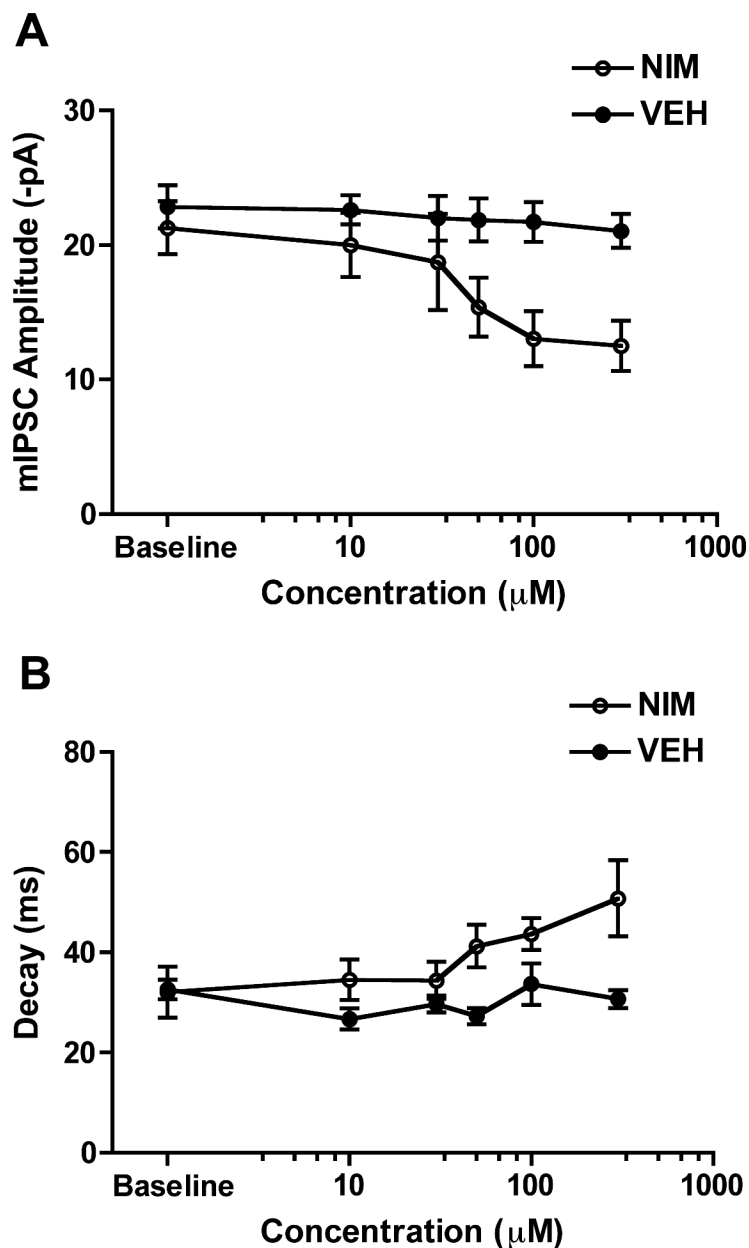 A
NIM
VEH
30
20
10
0
mIPSC Amplitude (-pA)
Baseline 10 100 1000
Concentration (μM)
B
NIM
VEH
80
60
40
20
0
Decay (ms)
Baseline 10 100 1000
Concentration (μM)